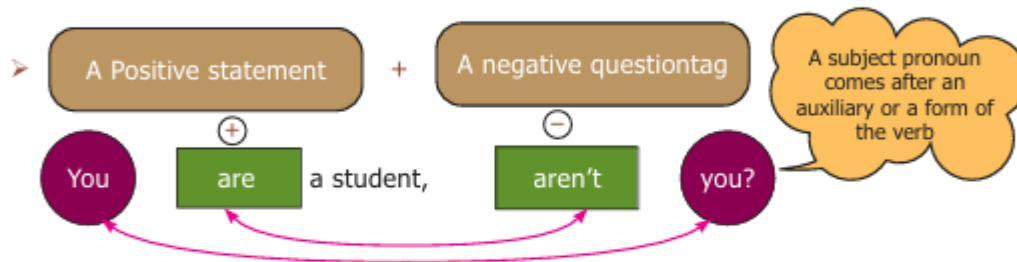 A Positive statement + A negative questiontag
A subject pronoun
comes after an
auxiliary or a form of
the verb
+ −
You are a student, aren't you?